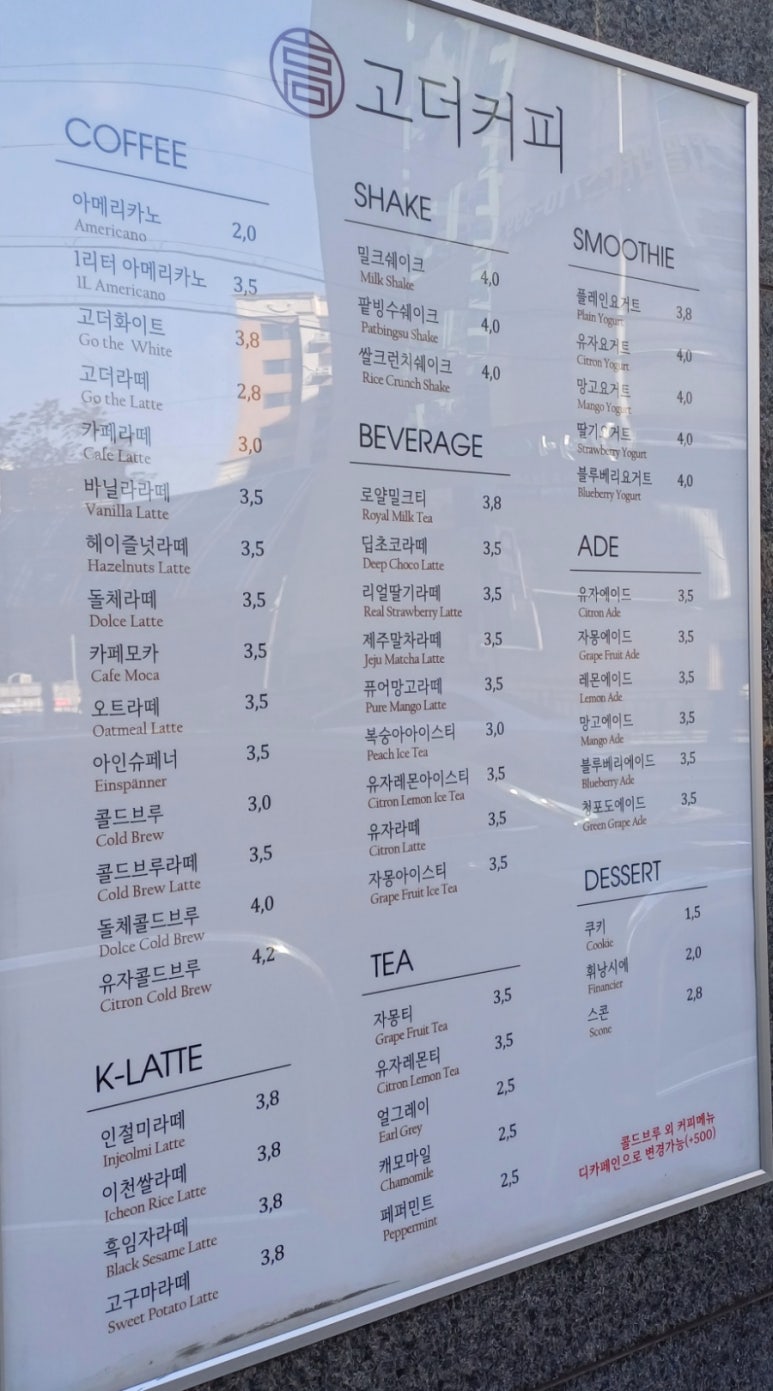 高
고더커피
COFFEE
아메리카노 2,0
Americano
1리터 아메리카노 3,5
1L Americano
고더화이트 3,8
Go the White
고더라떼 2,8
Go the Latte
카페라떼 3,0
Cafe Latte
바닐라라떼 3,5
Vanilla Latte
헤이즐넛라떼 3,5
Hazelnuts Latte
돌체라떼 3,5
Dolce Latte
카페모카 3,5
Cafe Moca
오트라떼 3,5
Oatmeal Latte
아인슈페너 3,5
Einspänner
콜드브루 3,0
Cold Brew
콜드브루라떼 3,5
Cold Brew Latte
돌체콜드브루 4,0
Dolce Cold Brew
유자콜드브루 4,2
Citron Cold Brew
K-LATTE
인절미라떼 3,8
Injeolmi Latte
이천쌀라떼 3,8
Icheon Rice Latte
흑임자라떼 3,8
Black Sesame Latte
고구마라떼 3,8
Sweet Potato Latte
SHAKE
밀크쉐이크 4,0
Milk Shake
팥빙수쉐이크 4,0
Patbingsu Shake
쌀크런치쉐이크 4,0
Rice Crunch Shake
BEVERAGE
로얄밀크티 3,8
Royal Milk Tea
딥초코라떼 3,5
Deep Choco Latte
리얼딸기라떼 3,5
Real Strawberry Latte
제주말차라떼 3,5
Jeju Matcha Latte
퓨어망고라떼 3,5
Pure Mango Latte
복숭아아이스티 3,0
Peach Ice Tea
유자레몬아이스티 3,5
Citron Lemon Ice Tea
유자라떼 3,5
Citron Latte
자몽아이스티 3,5
Grape Fruit Ice Tea
TEA
자몽티 3,5
Grape Fruit Tea
유자레몬티 3,5
Citron Lemon Tea
얼그레이 2,5
Earl Grey
캐모마일 2,5
Chamomile
페퍼민트 2,5
Peppermint
SMOOTHIE
플레인요거트 3,8
Plain Yogurt
유자요거트 4,0
Citron Yogurt
망고요거트 4,0
Mango Yogurt
딸기요거트 4,0
Strawberry Yogurt
블루베리요거트 4,0
Blueberry Yogurt
ADE
유자에이드 3,5
Citron Ade
자몽에이드 3,5
Grape Fruit Ade
레몬에이드 3,5
Lemon Ade
망고에이드 3,5
Mango Ade
블루베리에이드 3,5
Blueberry Ade
청포도에이드 3,5
Green Grape Ade
DESSERT
쿠키 1,5
Cookie
휘낭시에 2,0
Financier
스콘 2,8
Scone
콜드브루 외 커피메뉴
디카페인으로 변경가능(+500)